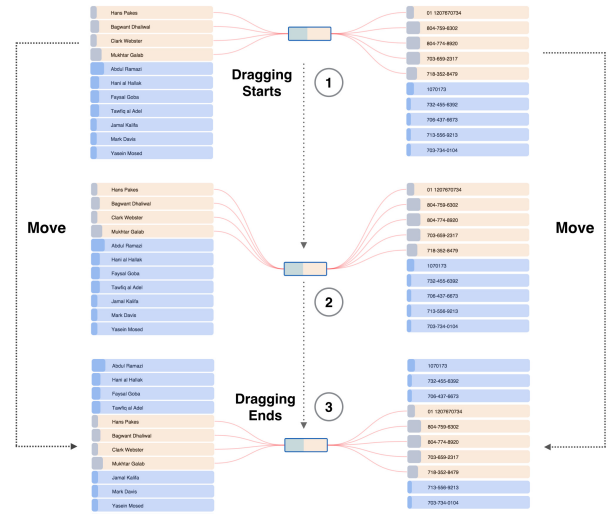 Hans Pakes
Bagwant Dhaliwal
Clark Webster
Mukhtar Galab
Abdul Ramazi
Hani al Hallak
Faysal Goba
Tawfiq al Adel
Jamal Kalifa
Mark Davis
Yasein Mosed
01 1207670734
804-759-6302
804-774-8920
703-659-2317
718-352-8479
1070173
732-455-6392
706-437-6673
713-556-9213
703-734-0104
Dragging
Starts
1
Move
Move
Hans Pakes
Bagwant Dhaliwal
Clark Webster
Mukhtar Galab
Abdul Ramazi
Hani al Hallak
Faysal Goba
Tawfiq al Adel
Jamal Kalifa
Mark Davis
Yasein Mosed
01 1207670734
804-759-6302
804-774-8920
703-659-2317
718-352-8479
1070173
732-455-6392
706-437-6673
713-556-9213
703-734-0104
2
Abdul Ramazi
Hani al Hallak
Faysal Goba
Tawfiq al Adel
Hans Pakes
Bagwant Dhaliwal
Clark Webster
Mukhtar Galab
Jamal Kalifa
Mark Davis
Yasein Mosed
Dragging
Ends
3
1070173
732-455-6392
709-437-6673
01 1207670734
804-759-6302
804-774-8920
703-659-2317
718-352-8479
713-556-9213
703-734-0104